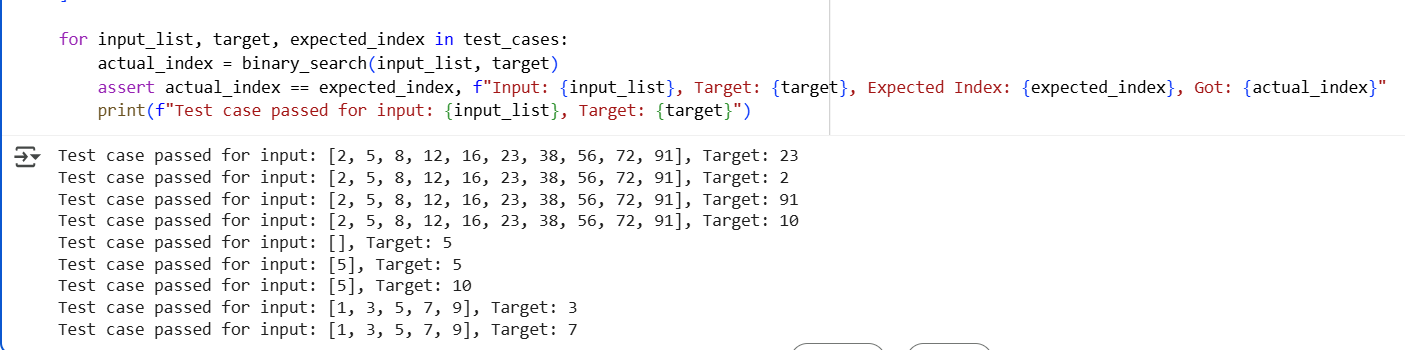 for input_list, target, expected_index in test_cases:
    actual_index = binary_search(input_list, target)
    assert actual_index == expected_index, f"Input: {input_list}, Target: {target}, Expected Index: {expected_index}, Got: {actual_index}"
    print(f"Test case passed for input: {input_list}, Target: {target}")
Test case passed for input: [2, 5, 8, 12, 16, 23, 38, 56, 72, 91], Target: 23
Test case passed for input: [2, 5, 8, 12, 16, 23, 38, 56, 72, 91], Target: 2
Test case passed for input: [2, 5, 8, 12, 16, 23, 38, 56, 72, 91], Target: 91
Test case passed for input: [2, 5, 8, 12, 16, 23, 38, 56, 72, 91], Target: 10
Test case passed for input: [], Target: 5
Test case passed for input: [5], Target: 5
Test case passed for input: [5], Target: 10
Test case passed for input: [1, 3, 5, 7, 9], Target: 3
Test case passed for input: [1, 3, 5, 7, 9], Target: 7